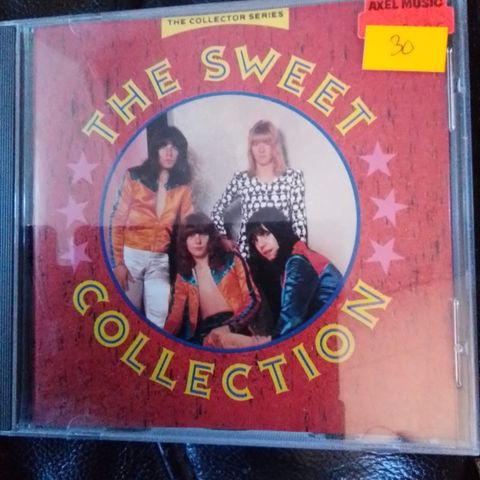 THE COLLECTOR SERIES
AXEL MUSIC
30
THE SWEET
COLLECTION